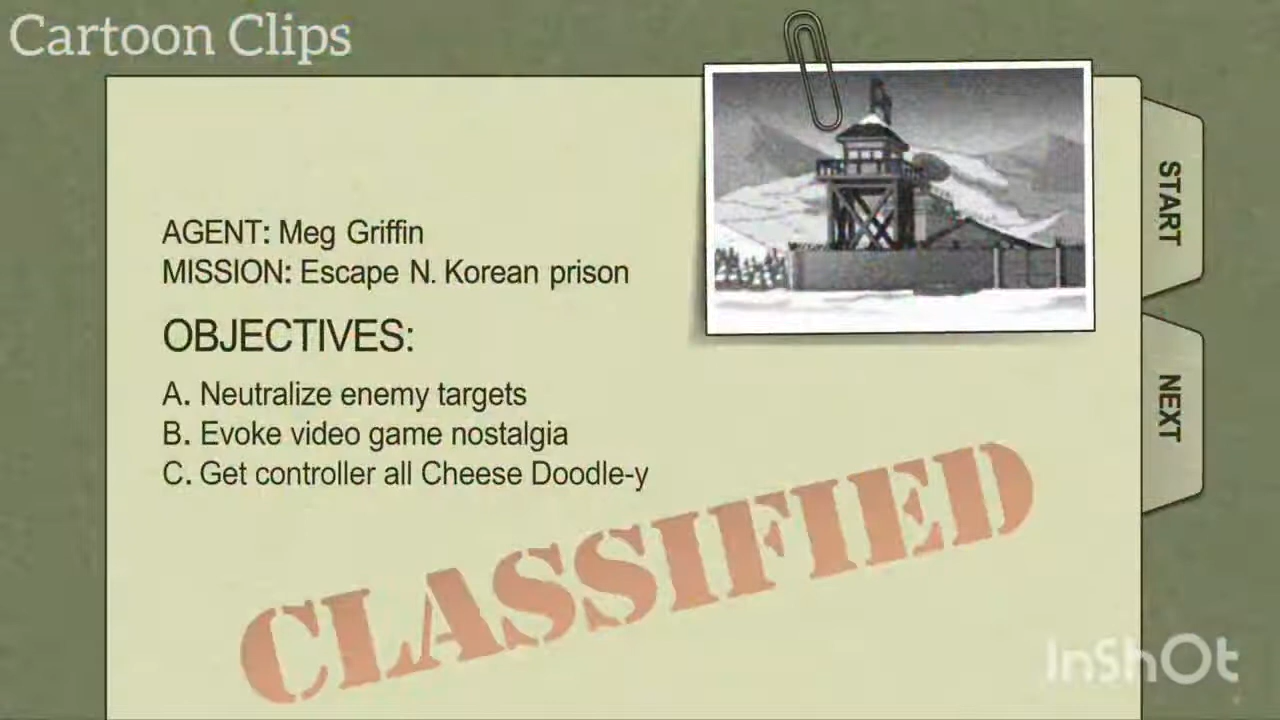 Cartoon Clips
AGENT: Meg Griffin
MISSION: Escape N. Korean prison
OBJECTIVES:
A. Neutralize enemy targets
B. Evoke video game nostalgia
C. Get controller all Cheese Doodle-y
START
NEXT
CLASSIFIED
InShOt